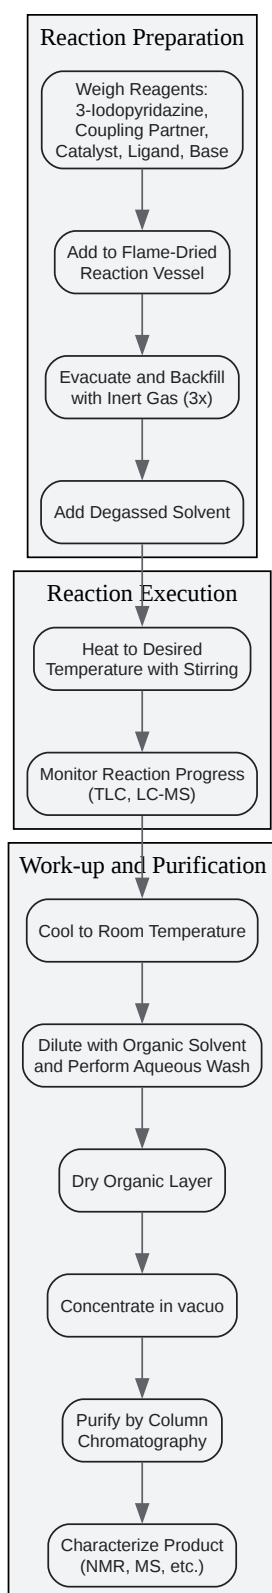 Reaction Preparation
Weigh Reagents:
3-Iodopyridazine,
Coupling Partner,
Catalyst, Ligand, Base
Add to Flame-Dried
Reaction Vessel
Evacuate and Backfill
with Inert Gas (3x)
Add Degassed Solvent
Reaction Execution
Heat to Desired
Temperature with Stirring
Monitor Reaction Progress
(TLC, LC-MS)
Work-up and Purification
Cool to Room Temperature
Dilute with Organic Solvent
and Perform Aqueous Wash
Dry Organic Layer
Concentrate in vacuo
Purify by Column
Chromatography
Characterize Product
(NMR, MS, etc.)